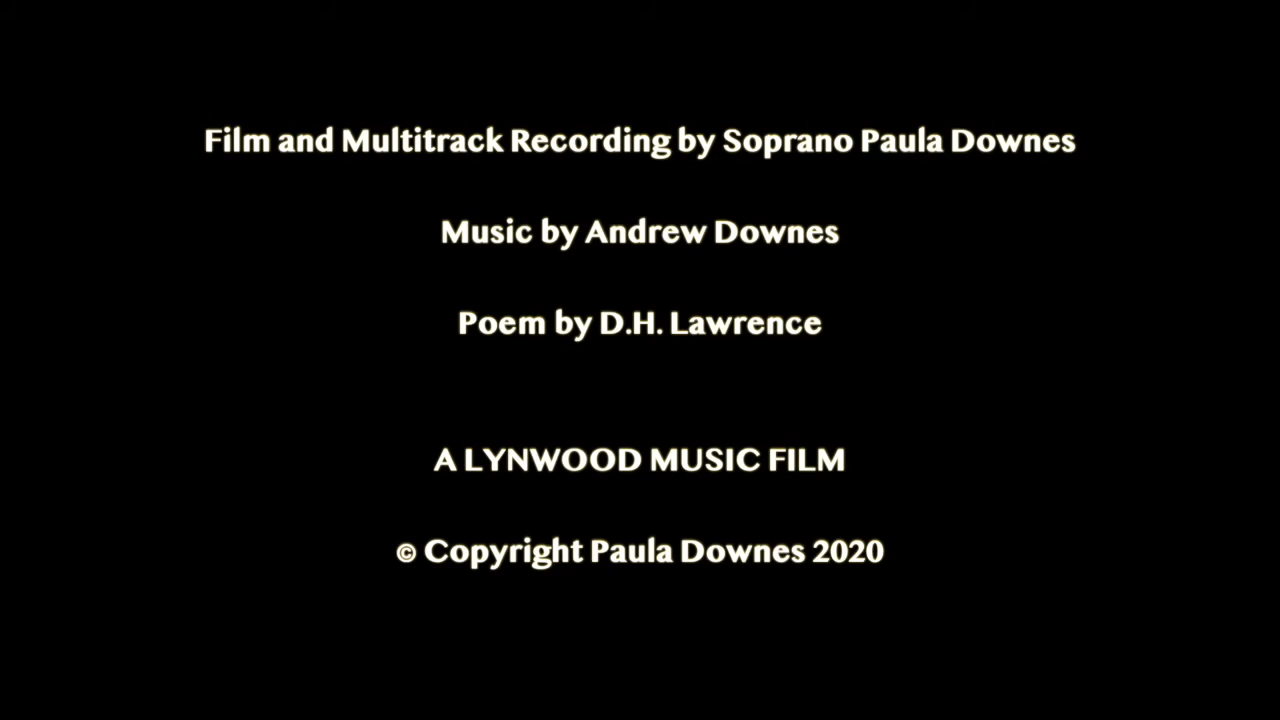 Film and Multitrack Recording by Soprano Paula Downes
Music by Andrew Downes
Poem by D.H. Lawrence
A LYNWOOD MUSIC FILM
© Copyright Paula Downes 2020